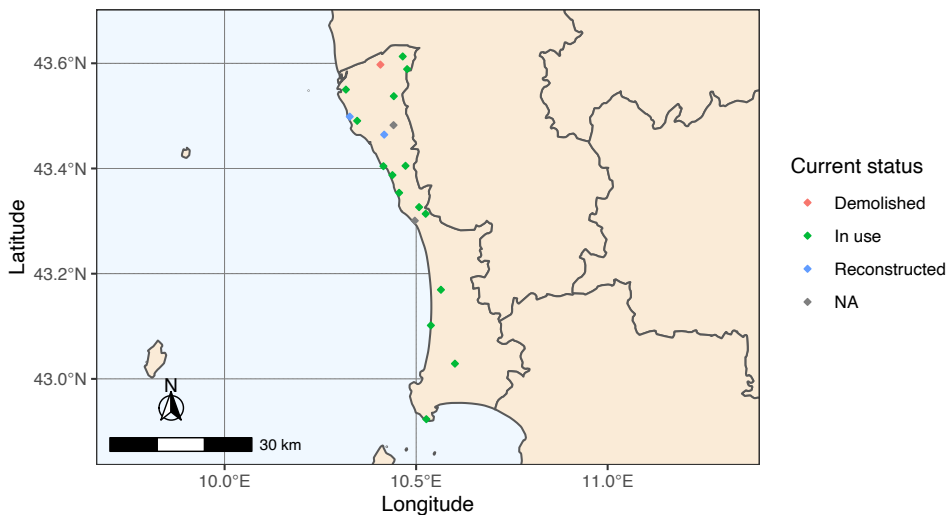 43.6°N
43.4°N
43.2°N
43.0°N
Latitude
N
30 km
10.0°E
10.5°E
11.0°E
Longitude
Current status
Demolished
In use
Reconstructed
NA